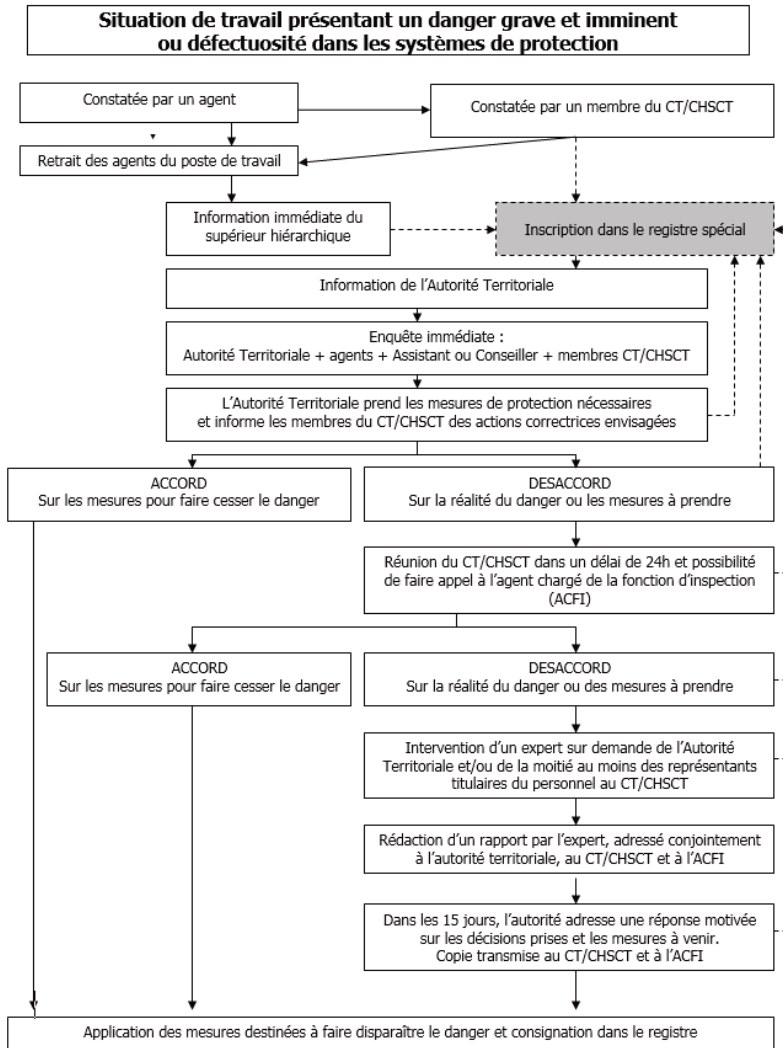 Situation de travail présentant un danger grave et imminent
ou défectuosité dans les systèmes de protection
Constatée par un agent
Constatée par un membre du CT/CHSCT
Retrait des agents du poste de travail
Information immédiate du
supérieur hiérarchique
Inscription dans le registre spécial
Information de l’Autorité Territoriale
Enquête immédiate :
Autorité Territoriale + agents + Assistant ou Conseiller + membres CT/CHSCT
L’Autorité Territoriale prend les mesures de protection nécessaires
et informe les membres du CT/CHSCT des actions correctrices envisagées
ACCORD
Sur les mesures pour faire cesser le danger
DESACCORD
Sur la réalité du danger ou les mesures à prendre
Réunion du CT/CHSCT dans un délai de 24h et possibilité
de faire appel à l’agent chargé de la fonction d’inspection
(ACFI)
ACCORD
Sur les mesures pour faire cesser le danger
DESACCORD
Sur la réalité du danger ou des mesures à prendre
Intervention d’un expert sur demande de l’Autorité
Territoriale et/ou de la moitié au moins des représentants
titulaires du personnel au CT/CHSCT
Rédaction d’un rapport par l’expert, adressé conjointement
à l’autorité territoriale, au CT/CHSCT et à l’ACFI
Dans les 15 jours, l’autorité adresse une réponse motivée
sur les décisions prises et les mesures à venir.
Copie transmise au CT/CHSCT et à l’ACFI
Application des mesures destinées à faire disparaître le danger et consignation dans le registre